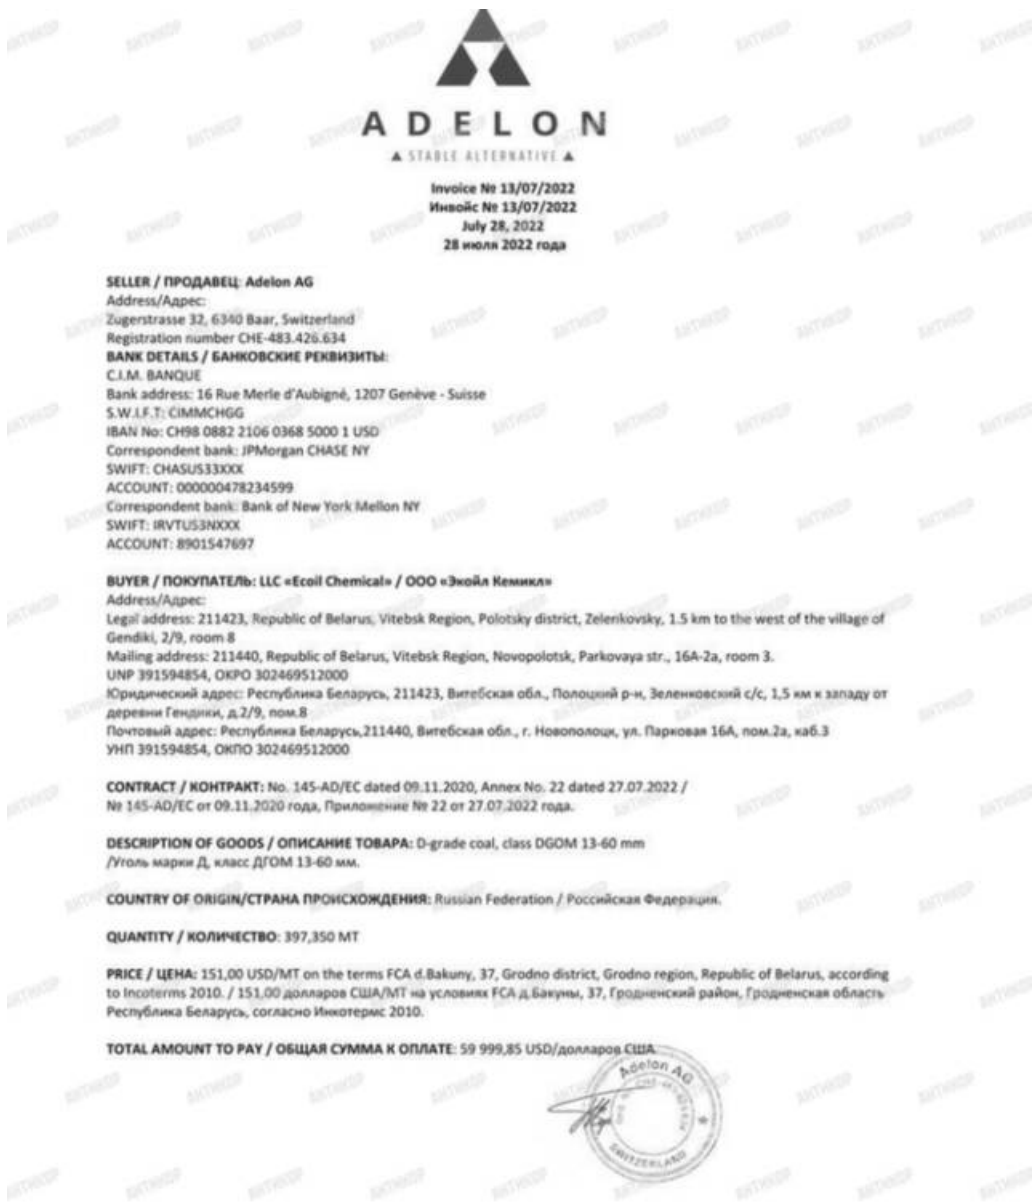 ADELON
▲ STABLE ALTERNATIVE ▲
Invoice № 13/07/2022
Инвойс № 13/07/2022
July 28, 2022
28 июля 2022 года
SELLER / ПРОДАВЕЦ: Adelon AG
Address/Адрес:
Zugerstrasse 32, 6340 Baar, Switzerland
Registration number CHE-483.426.634
BANK DETAILS / БАНКОВСКИЕ РЕКВИЗИТЫ:
C.I.M. BANQUE
Bank address: 16 Rue Merle d'Aubigné, 1207 Genève - Suisse
S.W.I.F.T: CIMMCHGG
IBAN No: CH98 0882 2106 0368 5000 1 USD
Correspondent bank: JPMorgan CHASE NY
SWIFT: CHASUS33XXX
ACCOUNT: 000000478234599
Correspondent bank: Bank of New York Mellon NY
SWIFT: IRVTUS3NXXX
ACCOUNT: 8901547697
BUYER / ПОКУПАТЕЛЬ: LLC «Ecoil Chemical» / ООО «Экойл Кемикл»
Address/Адрес:
Legal address: 211423, Republic of Belarus, Vitebsk Region, Polotsky district, Zelenkovsky, 1.5 km to the west of the village of
Gendiki, 2/9, room 8
Mailing address: 211440, Republic of Belarus, Vitebsk Region, Novopolotsk, Parkovaya str., 16A-2a, room 3.
UNP 391594854, OKPO 302469512000
Юридический адрес: Республика Беларусь, 211423, Витебская обл., Полоцкий р-н, Зеленковский с/с, 1,5 км к западу от
деревни Гендики, д.2/9, пом.8
Почтовый адрес: Республика Беларусь,211440, Витебская обл., г. Новополоцк, ул. Парковая 16А, пом.2а, каб.3
УНП 391594854, ОКПО 302469512000
CONTRACT / КОНТРАКТ: No. 145-AD/EC dated 09.11.2020, Annex No. 22 dated 27.07.2022 /
№ 145-AD/EC от 09.11.2020 года, Приложение № 22 от 27.07.2022 года.
DESCRIPTION OF GOODS / ОПИСАНИЕ ТОВАРА: D-grade coal, class DGOM 13-60 mm
/Уголь марки Д, класс ДГОМ 13-60 мм.
COUNTRY OF ORIGIN/СТРАНА ПРОИСХОЖДЕНИЯ: Russian Federation / Российская Федерация.
QUANTITY / КОЛИЧЕСТВО: 397,350 MT
PRICE / ЦЕНА: 151,00 USD/MT on the terms FCA d.Bakuny, 37, Grodno district, Grodno region, Republic of Belarus, according
to Incoterms 2010. / 151,00 долларов США/МТ на условиях FCA д.Бакуны, 37, Гродненский район, Гродненская область
Республика Беларусь, согласно Инкотермс 2010.
TOTAL AMOUNT TO PAY / ОБЩАЯ СУММА К ОПЛАТЕ: 59 999,85 USD/долларов США
Adelon AG
SWITZERLAND
АНТИКОР